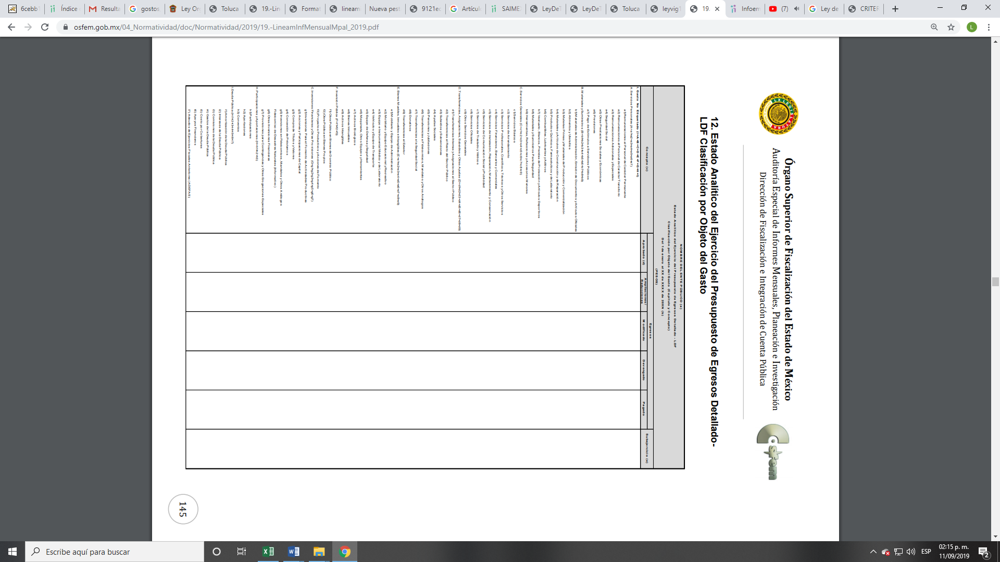 6cebb1
Índice
Resulta
gostos
Ley Or
Toluca
19.-Lin
Format
lineam
Nueva pest
9121ec
Artícul
SAIME
LeyDeT
LeyDeT
Toluca
leyvig
19.
Infoem
(7)
Ley de
CRITER
osfem.gob.mx/04_Normatividad/doc/Normatividad/2019/19.-LineamInfMensualMpal_2019.pdf
L
Órgano Superior de Fiscalización del Estado de México
Auditoría Especial de Informes Mensuales, Planeación e Investigación
Dirección de Fiscalización e Integración de Cuenta Pública
LX LEGISLATURA
osfem
12. Estado Analítico del Ejercicio del Presupuesto de Egresos Detallado-
LDF Clasificación por Objeto del Gasto
NOMBRE DEL ENTE PÚBLICO (a)
Estado Analítico del Ejercicio del Presupuesto de Egresos Detallado - LDF
Clasificación por Objeto del Gasto (Capítulo y Concepto)
Del 1 de enero al XX de XXXX de 20XN (b)
(PESOS)
Egresos
Concepto (c)
Aprobado (d)
Ampliaciones/
Reducciones
Modificado
Devengado
Pagado
Subejercicio (e)
I. Gasto No Etiquetado (I=A+B+C+D+E+F+G+H+I)
A. Servicios Personales (A=a1+a2+a3+a4+a5+a6+a7)
a1) Remuneraciones al Personal de Carácter Permanente
a2) Remuneraciones al Personal de Carácter Transitorio
a3) Remuneraciones Adicionales y Especiales
a4) Seguridad Social
a5) Otras Prestaciones Sociales y Económicas
a6) Previsiones
a7) Pago de Estímulos a Servidores Públicos
B. Materiales y Suministros (B=b1+b2+b3+b4+b5+b6+b7+b8+b9)
b1) Materiales de Administración, Emisión de Documentos y Artículos Oficiales
b2) Alimentos y Utensilios
b3) Materias Primas y Materiales de Producción y Comercialización
b4) Materiales y Artículos de Construcción y de Reparación
b5) Productos Químicos, Farmacéuticos y de Laboratorio
b6) Combustibles, Lubricantes y Aditivos
b7) Vestuario, Blancos, Prendas de Protección y Artículos Deportivos
b8) Materiales y Suministros Para Seguridad
b9) Herramientas, Refacciones y Accesorios Menores
C. Servicios Generales (C=c1+c2+c3+c4+c5+c6+c7+c8+c9)
c1) Servicios Básicos
c2) Servicios de Arrendamiento
c3) Servicios Profesionales, Científicos, Técnicos y Otros Servicios
c4) Servicios Financieros, Bancarios y Comerciales
c5) Servicios de Instalación, Reparación, Mantenimiento y Conservación
c6) Servicios de Comunicación Social y Publicidad
c7) Servicios de Traslado y Viáticos
c8) Servicios Oficiales
c9) Otros Servicios Generales
D. Transferencias, Asignaciones, Subsidios y Otras Ayudas (D=d1+d2+d3+d4+d5+d6+d7+d8+d9)
d1) Transferencias Internas y Asignaciones al Sector Público
d2) Transferencias al Resto del Sector Público
d3) Subsidios y Subvenciones
d4) Ayudas Sociales
d5) Pensiones y Jubilaciones
d6) Transferencias a Fideicomisos, Mandatos y Otros Análogos
d7) Transferencias a la Seguridad Social
d8) Donativos
d9) Transferencias al Exterior
E. Bienes Muebles, Inmuebles e Intangibles (E=e1+e2+e3+e4+e5+e6+e7+e8+e9)
e1) Mobiliario y Equipo de Administración
e2) Mobiliario y Equipo Educacional y Recreativo
e3) Equipo e Instrumental Médico y de Laboratorio
e4) Vehículos y Equipo de Transporte
e5) Equipo de Defensa y Seguridad
e6) Maquinaria, Otros Equipos y Herramientas
e7) Activos Biológicos
e8) Bienes Inmuebles
e9) Activos Intangibles
F. Inversión Pública (F=f1+f2+f3)
f1) Obra Pública en Bienes de Dominio Público
f2) Obra Pública en Bienes Propios
f3) Proyectos Productivos y Acciones de Fomento
G. Inversiones Financieras y Otras Provisiones (G=g1+g2+g3+g4+g5+g6+g7)
g1) Inversiones Para el Fomento de Actividades Productivas
g2) Acciones y Participaciones de Capital
g3) Compra de Títulos y Valores
g4) Concesión de Préstamos
g5) Inversiones en Fideicomisos, Mandatos y Otros Análogos
Fideicomiso de Desastres Naturales (Informativo)
g6) Otras Inversiones Financieras
g7) Provisiones para Contingencias y Otras Erogaciones Especiales
H. Participaciones y Aportaciones (H=h1+h2+h3)
h1) Participaciones
h2) Aportaciones
h3) Convenios
I. Deuda Pública (I=i1+i2+i3+i4+i5+i6+i7)
i1) Amortización de la Deuda Pública
i2) Intereses de la Deuda Pública
i3) Comisiones de la Deuda Pública
i4) Gastos de la Deuda Pública
i5) Costo por Coberturas
i6) Apoyos Financieros
i7) Adeudos de Ejercicios Fiscales Anteriores (ADEFAS)
145
Escribe aquí para buscar
ESP
02:15 p. m.
11/09/2019
2